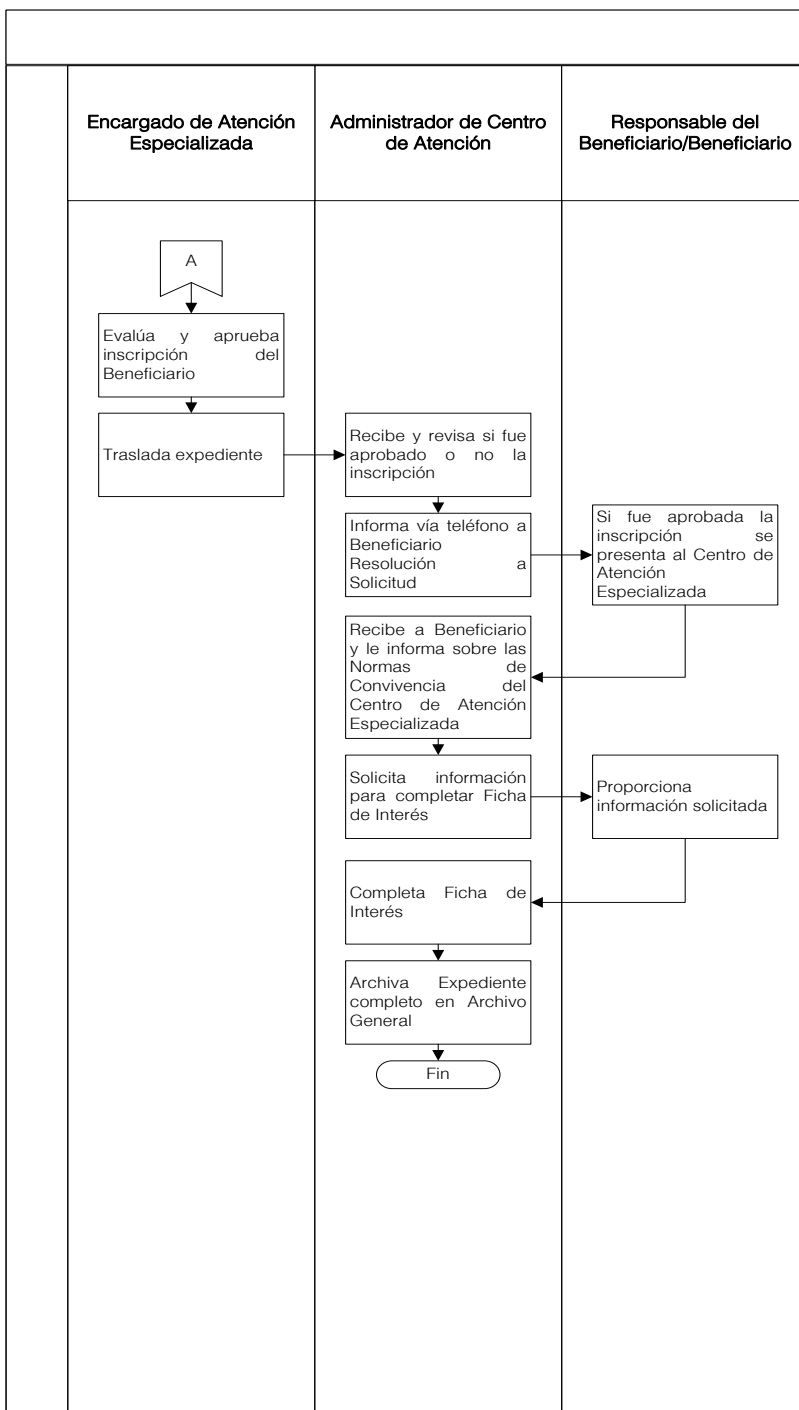 Encargado de Atención
Especializada
Administrador de Centro
de Atención
Responsable del
Beneficiario/Beneficiario
A
Evalúa y aprueba
inscripción del
Beneficiario
Traslada expediente
Recibe y revisa si fue
aprobado o no la
inscripción
Informa vía teléfono a
Beneficiario
Resolución a
Solicitud
Si fue aprobada la
inscripción se
presenta al Centro de
Atención
Especializada
Recibe a Beneficiario
y le informa sobre las
Normas de
Convivencia del
Centro de Atención
Especializada
Solicita información
para completar Ficha
de Interés
Proporciona
información solicitada
Completa Ficha de
Interés
Archiva Expediente
completo en Archivo
General
Fin